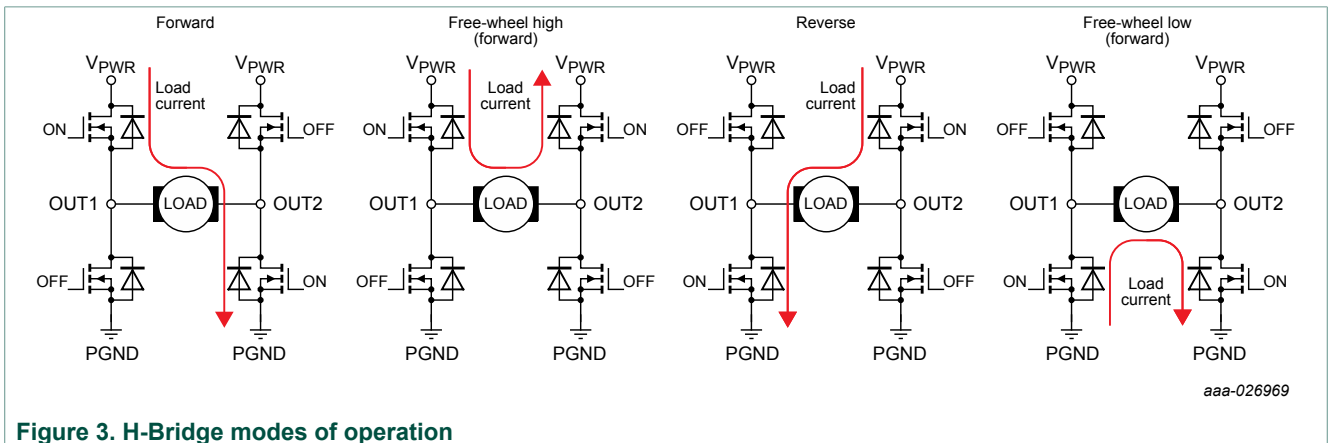 Forward
VPWR
VPWR
Load
current
ON
OFF
OUT1
LOAD
OUT2
OFF
ON
PGND
PGND
Free-wheel high
(forward)
VPWR
VPWR
Load
current
ON
ON
OUT1
LOAD
OUT2
OFF
OFF
PGND
PGND
Reverse
VPWR
VPWR
Load
current
OFF
ON
OUT1
LOAD
OUT2
ON
OFF
PGND
PGND
Free-wheel low
(forward)
VPWR
VPWR
OFF
OFF
OUT1
LOAD
OUT2
ON
Load
current
ON
PGND
PGND
aaa-026969
Figure 3. H-Bridge modes of operation